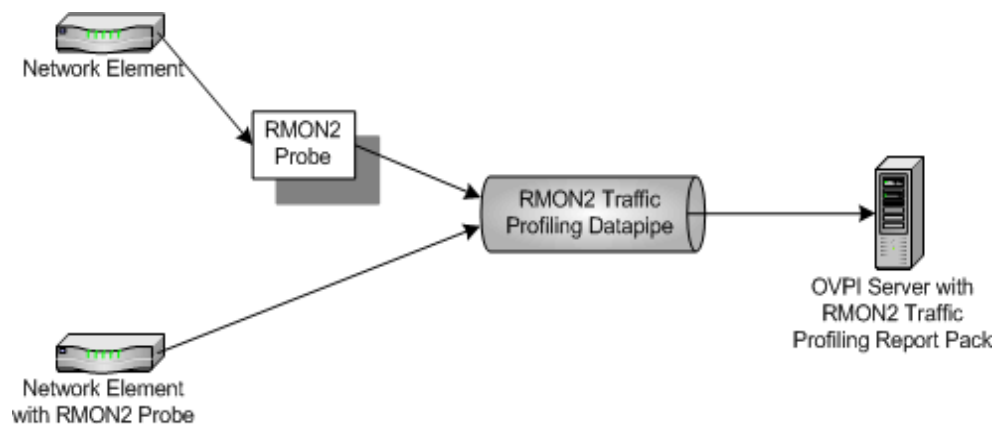 Network Element
RMON2
Probe
RMON2 Traffic
Profiling Datapipe
OVPI Server with
RMON2 Traffic
Profiling Report Pack
Network Element
with RMON2 Probe